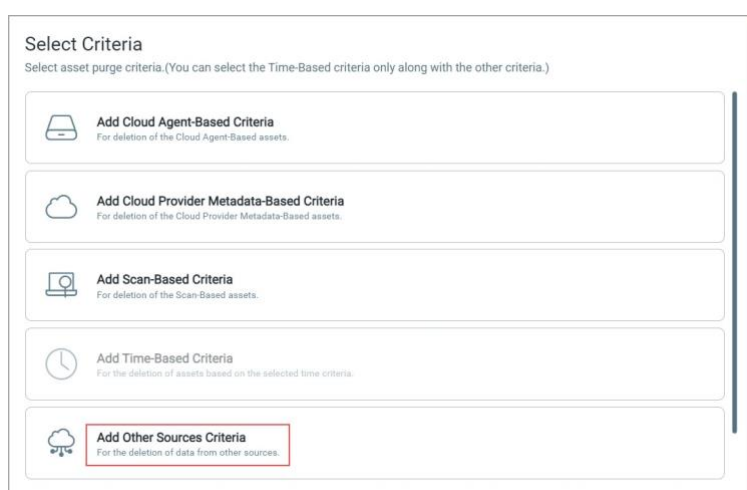 Select Criteria
Select asset purge criteria.(You can select the Time-Based criteria only along with the other criteria.)
Add Cloud Agent-Based Criteria
For deletion of the Cloud Agent-Based assets.
Add Cloud Provider Metadata-Based Criteria
For deletion of the Cloud Provider Metadata-Based assets.
Add Scan-Based Criteria
For deletion of the Scan-Based assets.
Add Time-Based Criteria
For the deletion of assets based on the selected time criteria.
Add Other Sources Criteria
For the deletion of data from other sources.